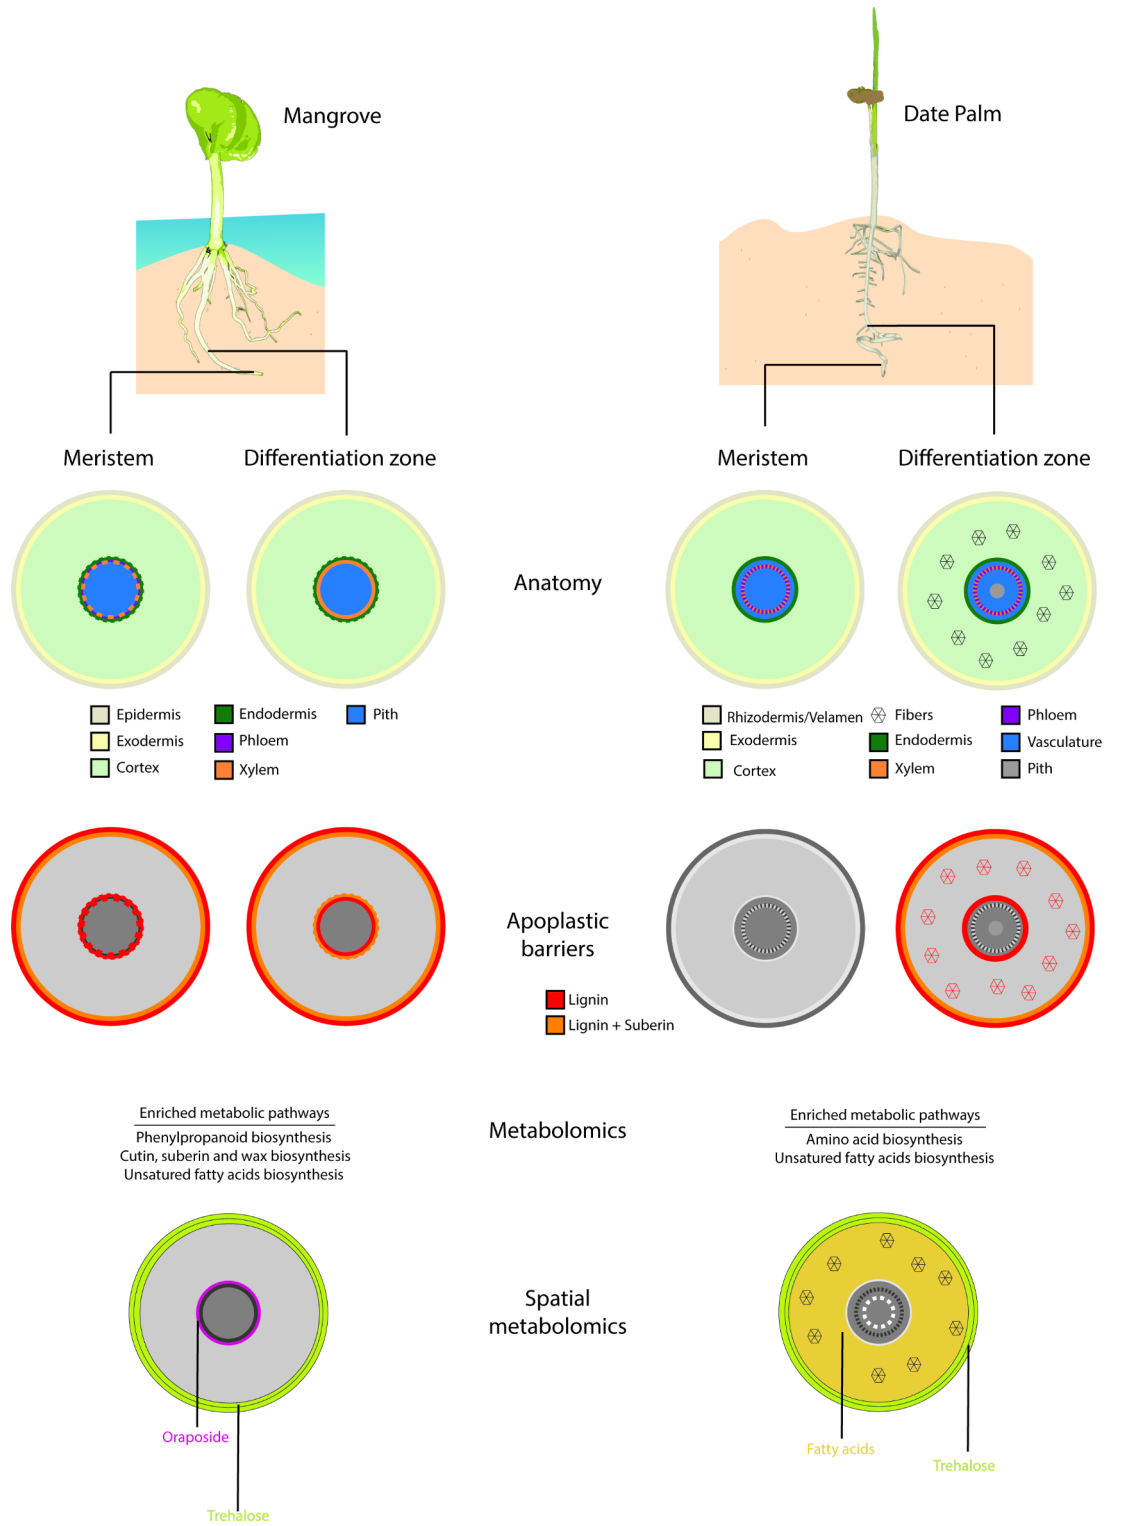 Mangrove
Date Palm
Meristem
Differentiation zone
Meristem
Differentiation zone
Anatomy
Epidermis
Endodermis
Pith
Exodermis
Phloem
Cortex
Xylem
Rhizodermis/Velamen
Fibers
Phloem
Exodermis
Endodermis
Vasculature
Cortex
Xylem
Pith
Apoplastic
barriers
Lignin
Lignin + Suberin
Enriched metabolic pathways
Phenylpropanoid biosynthesis
Cutin, suberin and wax biosynthesis
Unsatured fatty acids biosynthesis
Metabolomics
Enriched metabolic pathways
Amino acid biosynthesis
Unsatured fatty acids biosynthesis
Spatial
metabolomics
Oraposide
Trehalose
Fatty acids
Trehalose